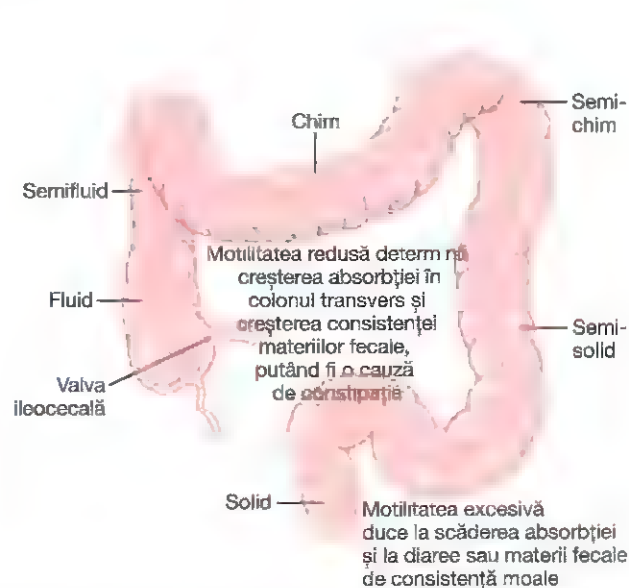 Chim
Semi-
chim
Semifluid
Motilitatea redusă determină
creșterea absorbției în
colonul transvers și
creșterea consistenței
materiilor fecale,
putând fi o cauză
de constipație
Fluid
Semi-
solid
Valva
ileocecală
Solid
Motilitatea excesivă
duce la scăderea absorbției
și la diaree sau materii fecale
de consistență moale